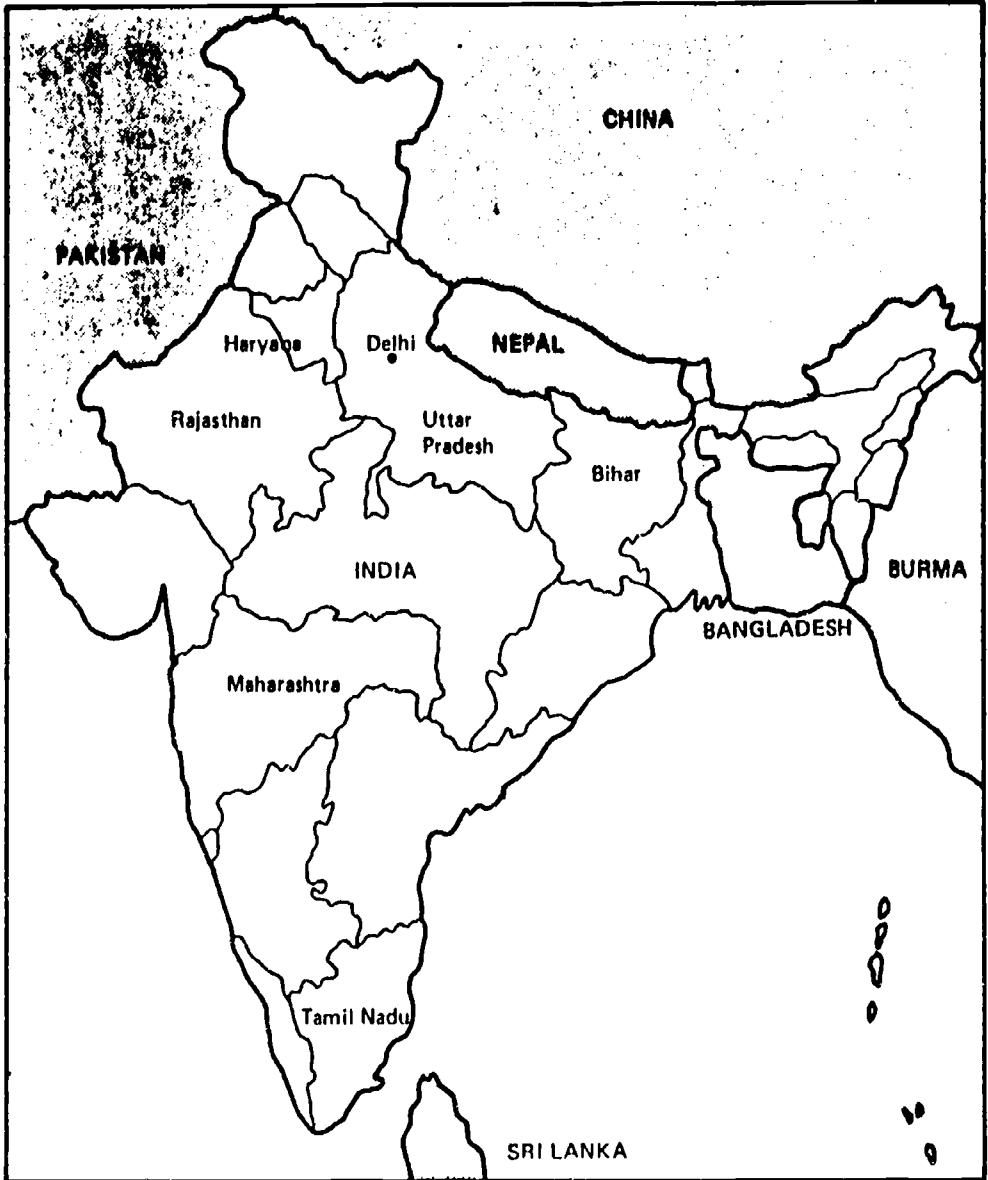 CHINA
PAKISTAN
Haryana
Delhi
NEPAL
Rajasthan
Uttar
Pradesh
Bihar
INDIA
BURMA
BANGLADESH
Maharashtra
Tamil Nadu
SRI LANKA